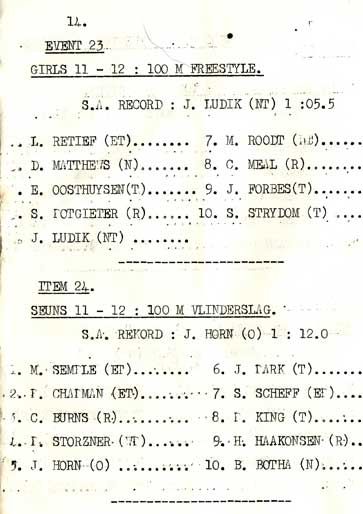 14.
EVENT 23
GIRLS 11 - 12 : 100 M FREESTYLE.
S.A. RECORD : J. LUDIK (NT) 1 :05.5
L. RETIEF (ET)........ 7. M. ROODT
D. MATTHEWS (N)....... 8. C. MEAL (R).......
E. OOSTHUYSEN(T)....... 9. J. FORBES(T).......
S. POTGIETER (R)...... 10. S. STRYDOM (T) ....
J. LUDIK (NT) ........
ITEM 24.
SEUNS 11 - 12 : 100 M VLINDERSLAG.
S.A. REKORD : J. HORN (O) 1 : 12.0
1. M. SEMPLE (ET)........ 6. J. PARK (T).......
2. P. CHAPMAN (ET)........ 7. S. SCHEFF (ET)....
C. BURNS (R)......... 8. P. KING (T)......
STORZNER 9. H. HAAKONSEN (R)..
5. J. HORN (O) .......... 10. B. BOTHA (N).....